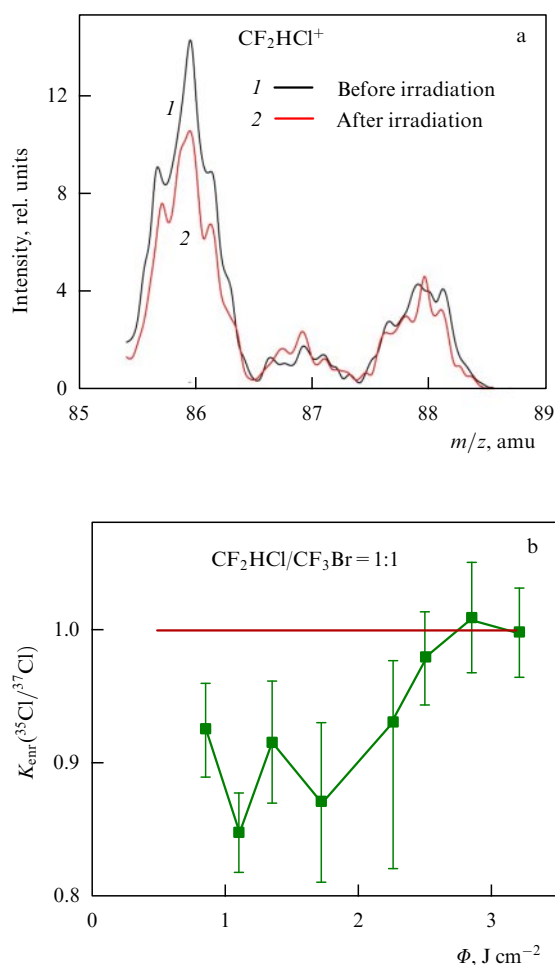 CF₂HCl⁺
a
1 Before irradiation
2 After irradiation
1
2
12
8
4
0
Intensity, rel. units
85 86 87 88 89
m/z, amu
b
CF₂HCl/CF₃Br = 1:1
1.0
0.9
0.8
K_enr(³⁵Cl/³⁷Cl)
0 1 2 3
Φ, J cm⁻²